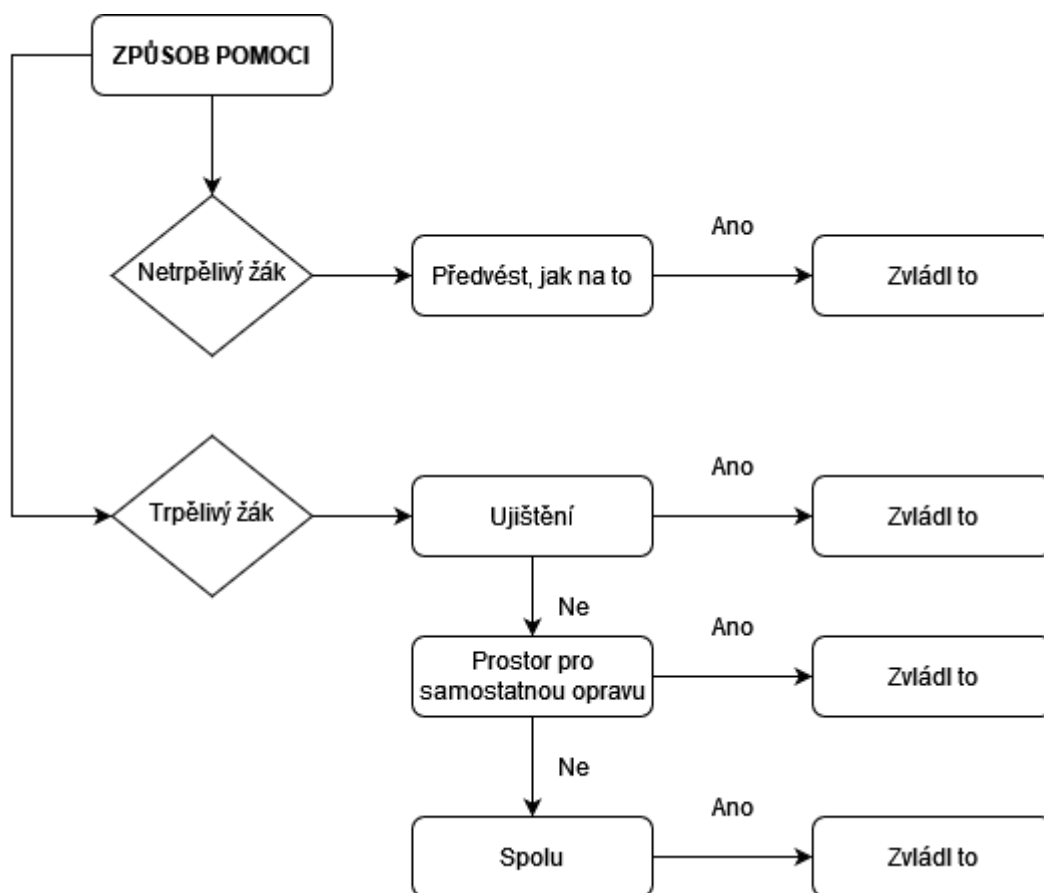 ZPŮSOB POMOCI
Ano
Netrpělivý žák
Předvést, jak na to
Zvládl to
Ano
Trpělivý žák
Ujištění
Zvládl to
Ne
Ano
Prostor pro
samostatnou opravu
Zvládl to
Ne
Ano
Spolu
Zvládl to